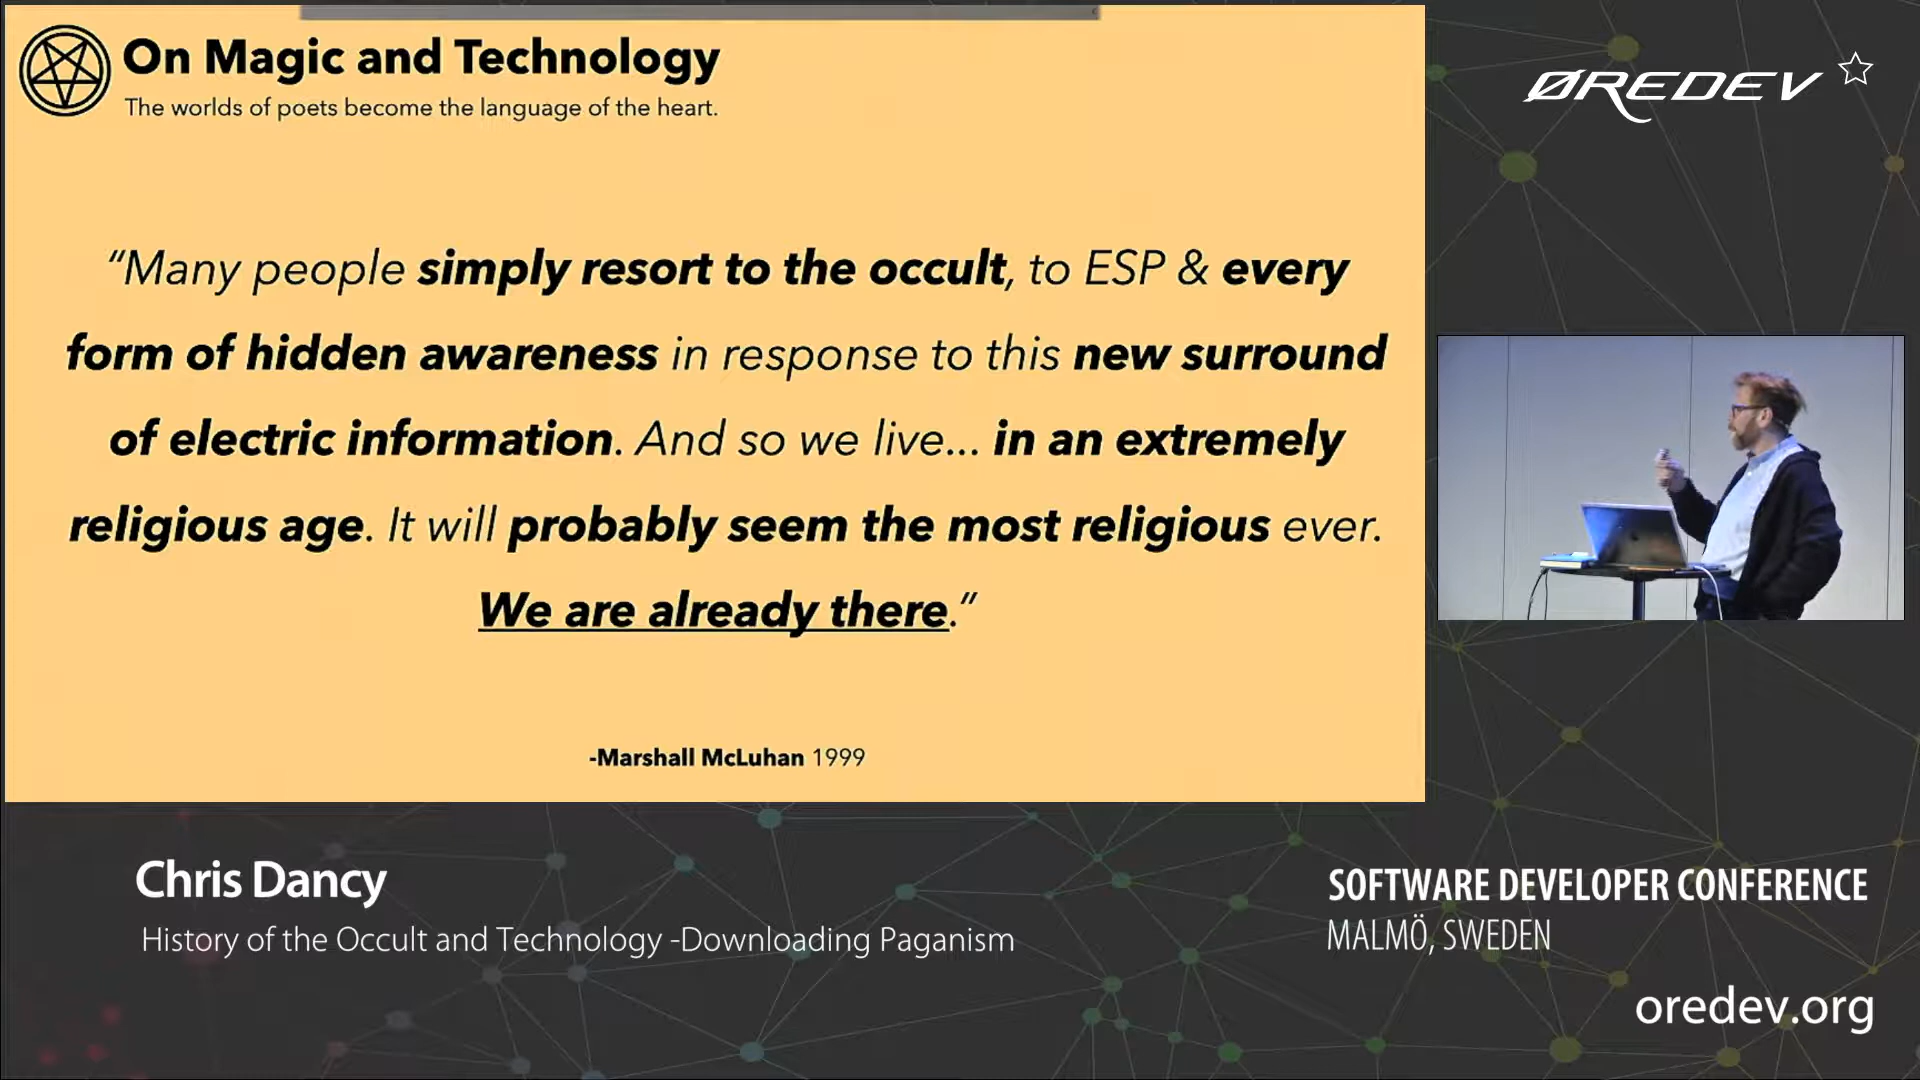 On Magic and Technology
The worlds of poets become the language of the heart.
“Many people simply resort to the occult, to ESP & every
form of hidden awareness in response to this new surround
of electric information. And so we live... in an extremely
religious age. It will probably seem the most religious ever.
We are already there.”
-Marshall McLuhan 1999
ØREDEV
Chris Dancy
History of the Occult and Technology -Downloading Paganism
SOFTWARE DEVELOPER CONFERENCE
MALMÖ, SWEDEN
oredev.org